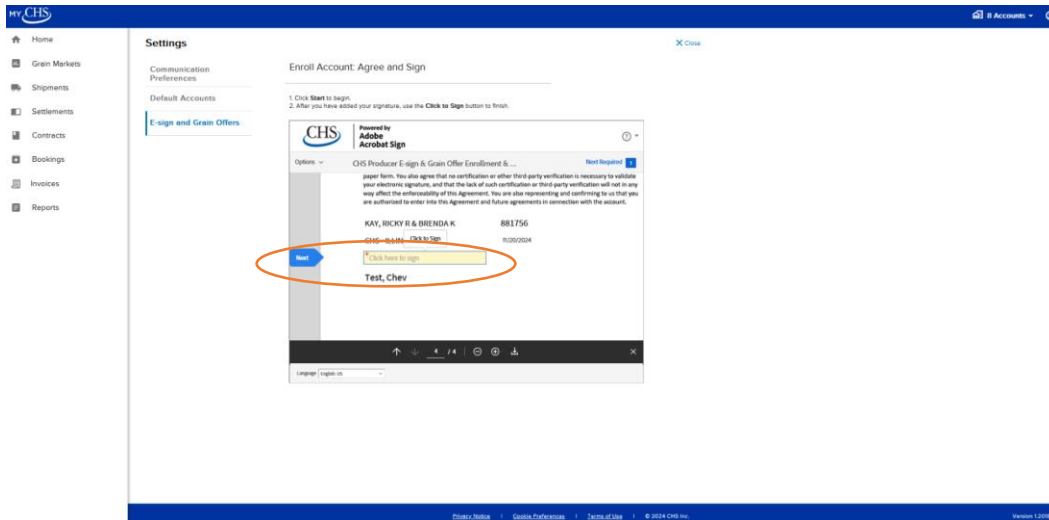 MY CHS
8 Accounts
Home
Grain Markets
Shipments
Settlements
Contracts
Bookings
Invoices
Reports
Settings
Close
Communication
Preferences
Default Accounts
E-sign and Grain Offers
Enroll Account: Agree and Sign
1. Click Start to begin.
2. After you have added your signature, use the Click to Sign button to finish.
CHS
Powered by
Adobe
Acrobat Sign
Options
CHS Producer E-sign & Grain Offer Enrollment & ...
Next Required 1
paper form. You also agree that no certification or other third-party verification is necessary to validate
your electronic signature, and that the lack of such certification or third-party verification will not in any
way affect the enforceability of this Agreement. You are also representing and confirming to us that you
are authorized to enter into this Agreement and future agreements in connection with the account.
KAY, RICKY R & BRENDA K 881756
CHS - ILLIN Click to Sign 11/20/2024
Next
* Click here to sign
Test, Chev
4 / 4
Language English: US
Privacy Notice | Cookie Preferences | Terms of Use | © 2024 CHS Inc.